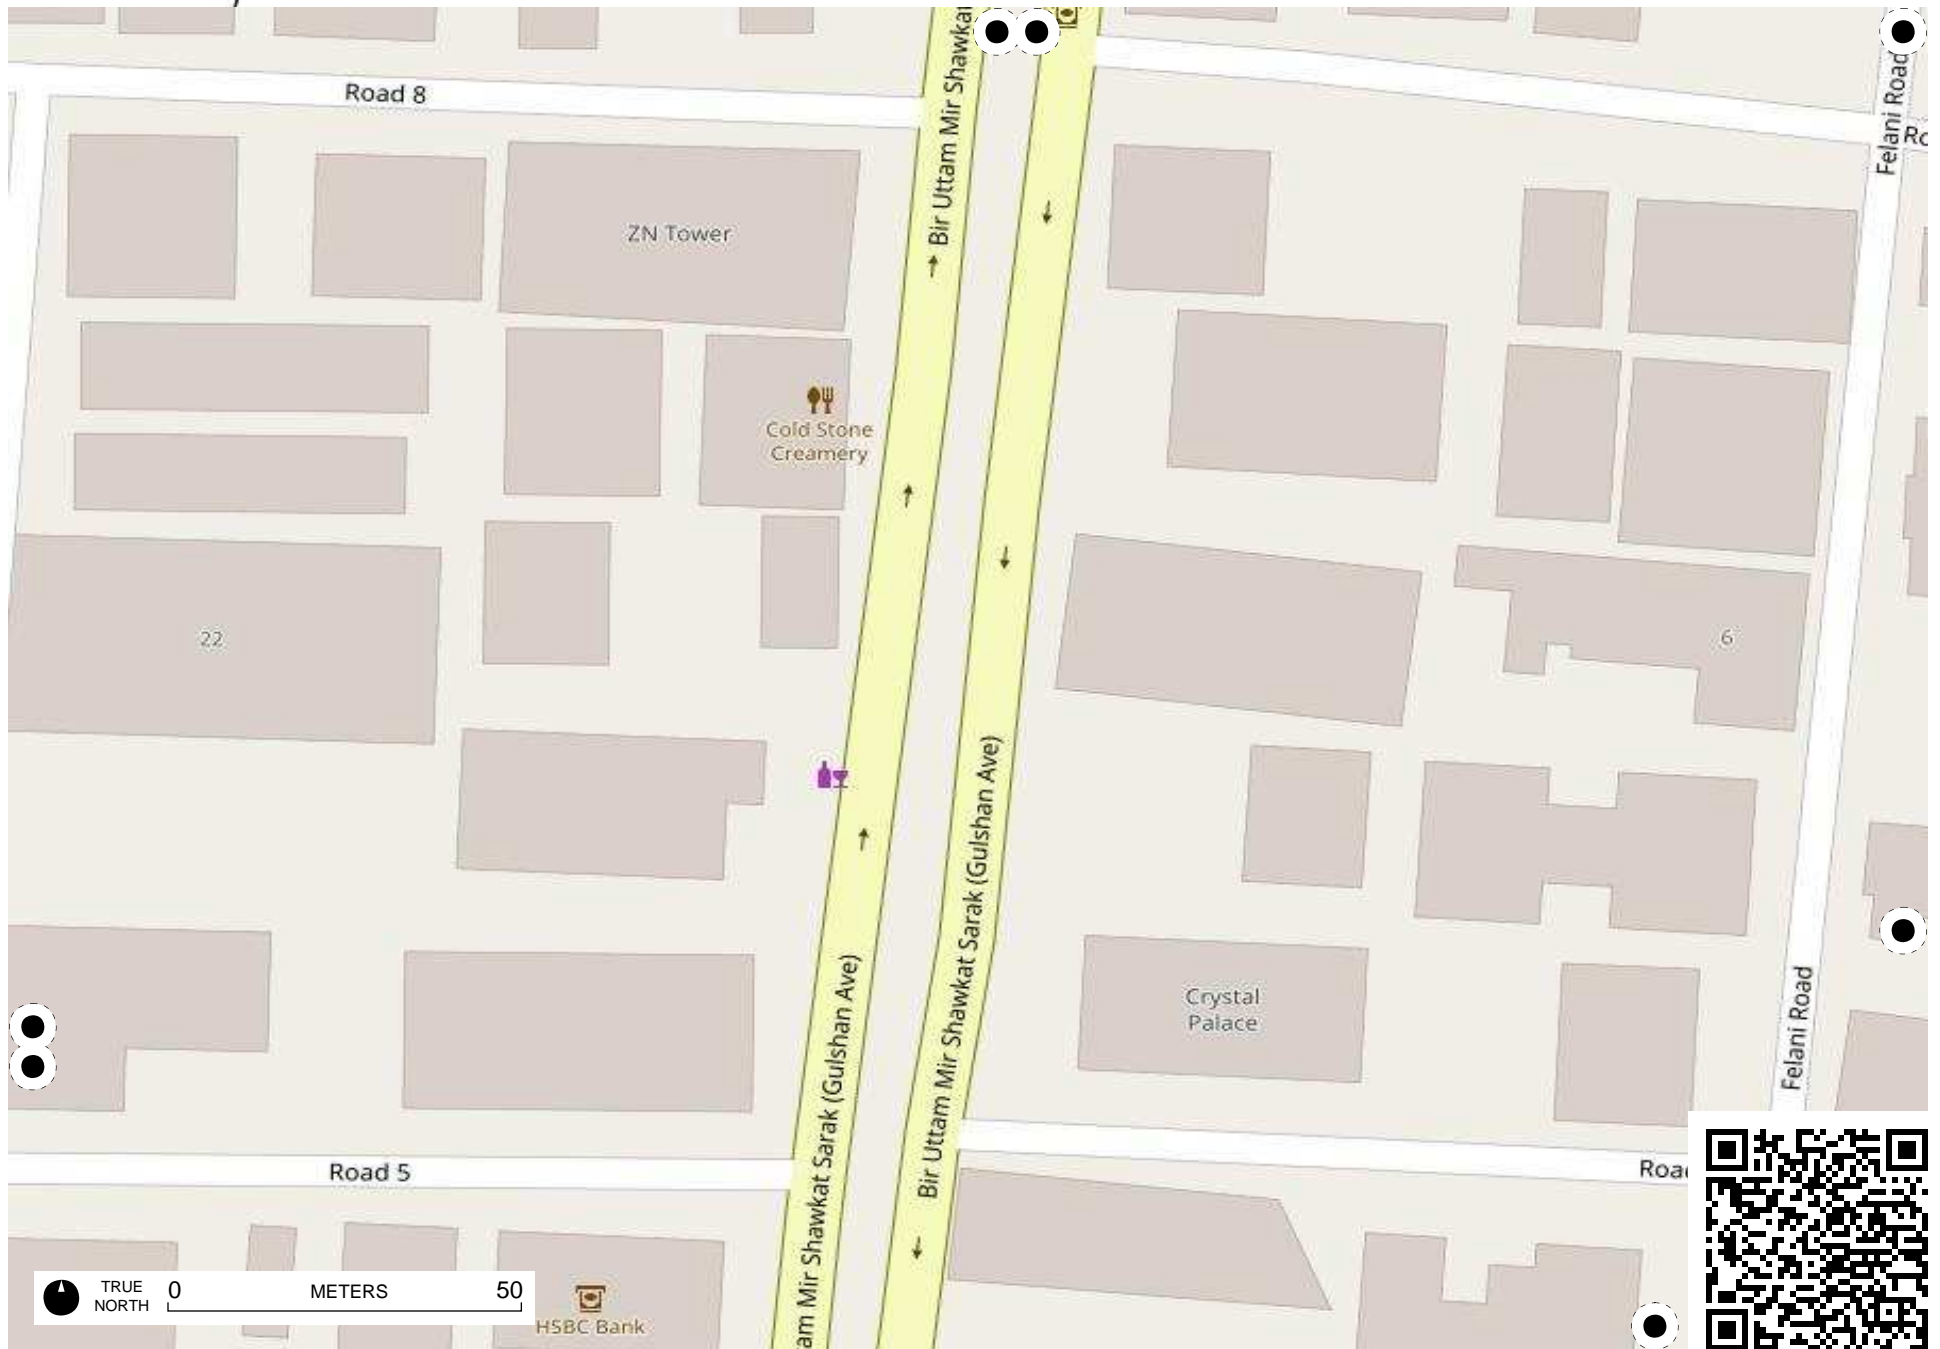 Bir Uttam Mir Shawkat
Road 8
Felani Road
Ro
ZN Tower
Cold Stone
Creamery
22
6
Bir Uttam Mir Shawkat Sarak (Gulshan Ave)
am Mir Shawkat Sarak (Gulshan Ave)
Crystal
Palace
Felani Road
Road 5
Road
TRUE
NORTH
0 METERS 50
HSBC Bank